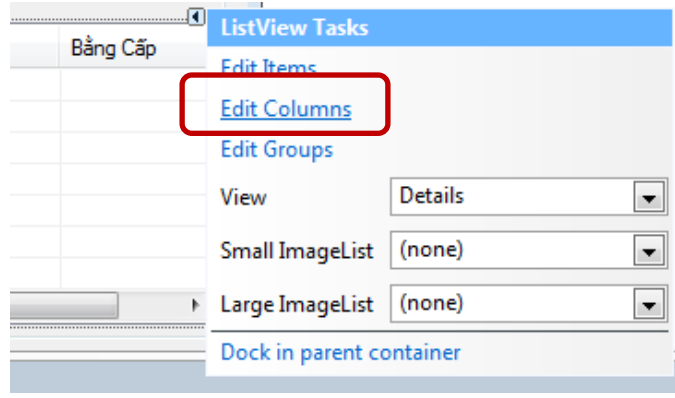 ListView Tasks
Bằng Cấp
Edit Items
Edit Columns
Edit Groups
View Details
Small ImageList (none)
Large ImageList (none)
Dock in parent container